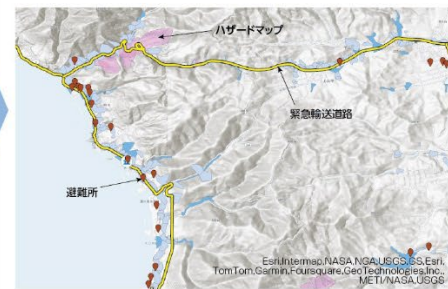 ハザードマップ
緊急輸送道路
避難所
Esri,Intermap,NASA,NGA,USGS,GS,Esri,
TomTom,Garmin,Foursquare,GeoTechnologies,Inc.,
METI/NASA,USGS